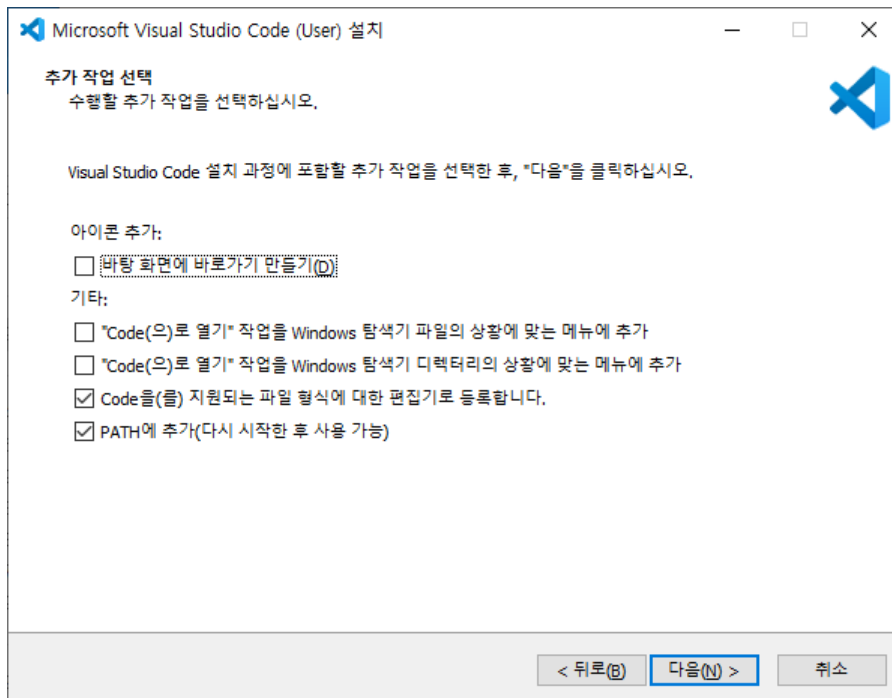 Microsoft Visual Studio Code (User) 설치
추가 작업 선택
수행할 추가 작업을 선택하십시오.
Visual Studio Code 설치 과정에 포함할 추가 작업을 선택한 후, "다음"을 클릭하십시오.
아이콘 추가:
바탕 화면에 바로가기 만들기(D)
기타:
"Code(으)로 열기" 작업을 Windows 탐색기 파일의 상황에 맞는 메뉴에 추가
"Code(으)로 열기" 작업을 Windows 탐색기 디렉터리의 상황에 맞는 메뉴에 추가
Code을(를) 지원되는 파일 형식에 대한 편집기로 등록합니다.
PATH에 추가(다시 시작한 후 사용 가능)
< 뒤로(B) 다음(N) > 취소